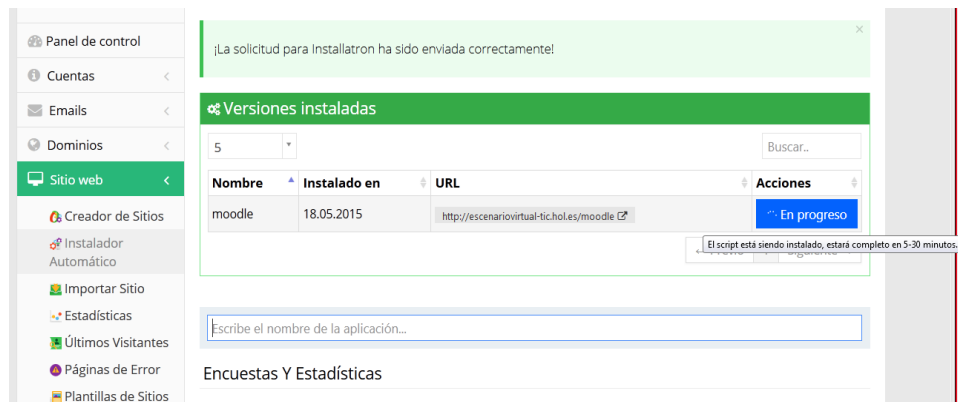 Panel de control
Cuentas
Emails
Dominios
Sitio web
Creador de Sitios
Instalador
Automático
Importar Sitio
Estadísticas
Últimos Visitantes
Páginas de Error
Plantillas de Sitios
¡La solicitud para Installatron ha sido enviada correctamente!
×
Versiones instaladas
5
Buscar..
Nombre Instalado en URL Acciones
moodle 18.05.2015 http://escenariovirtual-tic.hol.es/moodle En progreso
El script está siendo instalado, estará completo en 5-30 minutos.
Escribe el nombre de la aplicación...
Encuestas Y Estadísticas